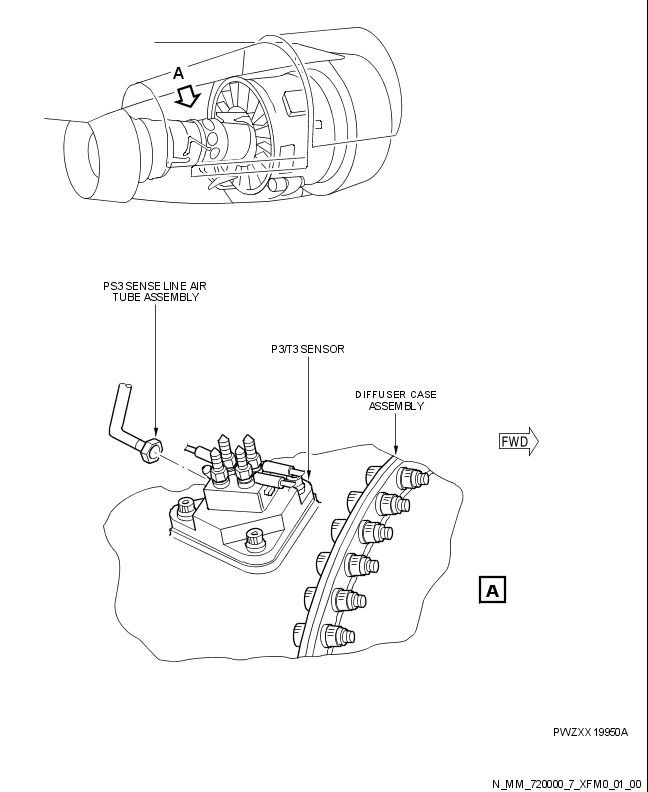 A
PS3 SENSE LINE AIR
TUBE ASSEMBLY
P3/T3 SENSOR
DIFFUSER CASE
ASSEMBLY
FWD
A
PWZXX 19950A
N_MM_720000_7_XFM0_01_00